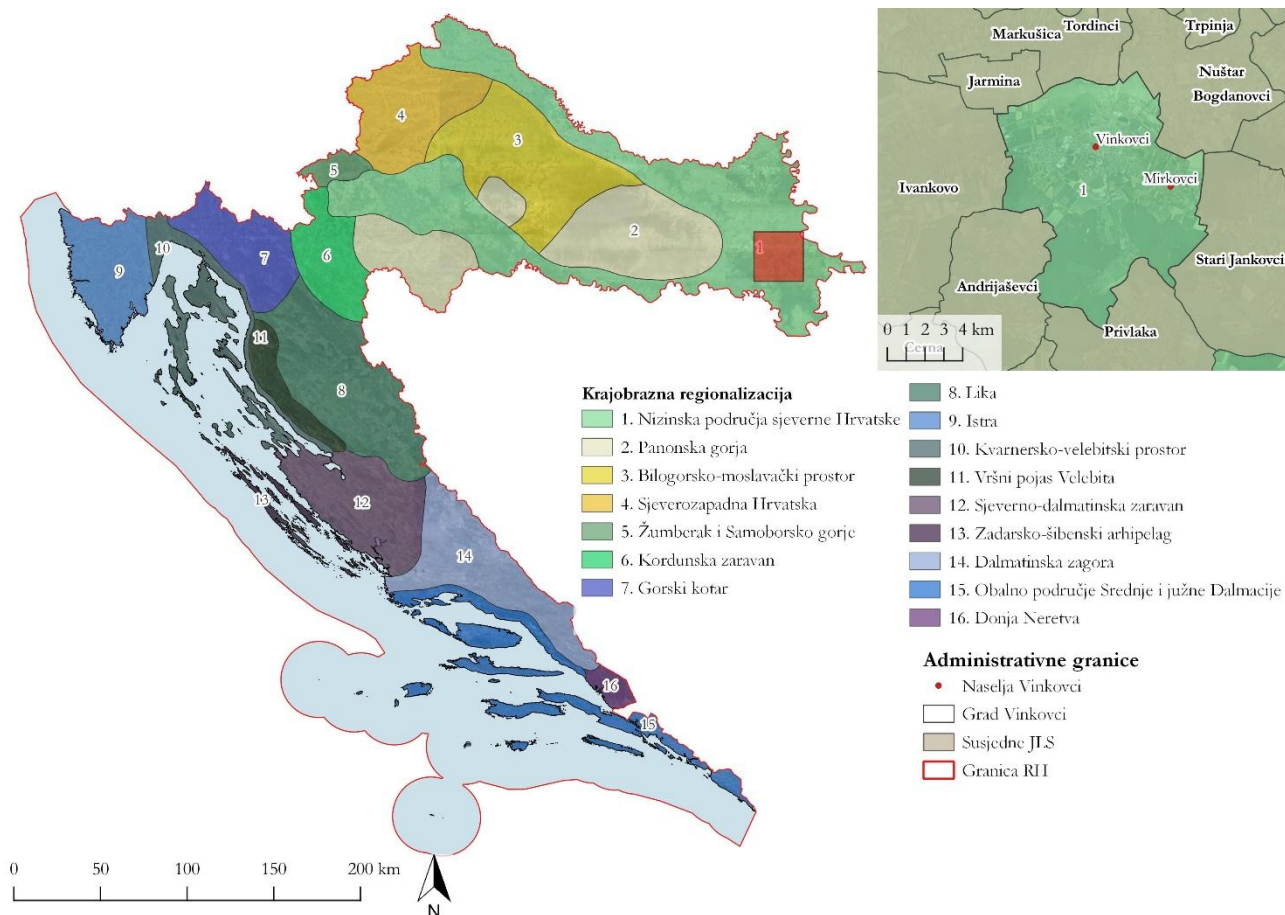 4
3
5
2
1
10
9
7
6
11
8
13
12
14
16
15
0 50 100 150 200 km
N
Markušica
Tordinci
Trpinja
Jarmina
Nuštar
Bogdanovci
Vinkovci
Mirkovci
Ivankovo
1
Stari Jankovci
Andrijaševci
Privlaka
0 1 2 3 4 km
Cerna
Krajobrazna regionalizacija
1. Nizinska područja sjeverne Hrvatske
2. Panonska gorja
3. Bilogorsko-moslavački prostor
4. Sjeverozapadna Hrvatska
5. Žumberak i Samoborsko gorje
6. Kordunska zaravan
7. Gorski kotar
8. Lika
9. Istra
10. Kvarnersko-velebitski prostor
11. Vršni pojas Velebita
12. Sjeverno-dalmatinska zaravan
13. Zadarsko-šibenski arhipelag
14. Dalmatinska zagora
15. Obalno područje Srednje i južne Dalmacije
16. Donja Neretva
Administrativne granice
Naselja Vinkovci
Grad Vinkovci
Susjedne JLS
Granica RH